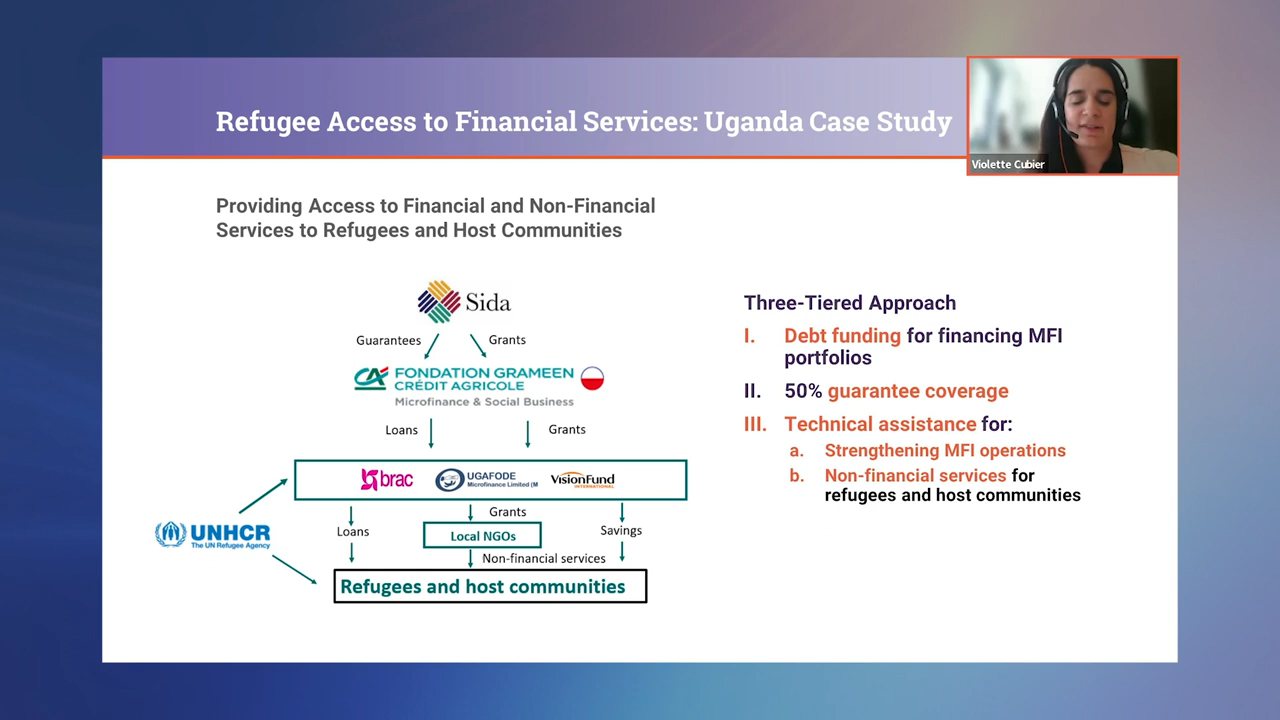 Refugee Access to Financial Services: Uganda Case Study
Violette Cubier
Providing Access to Financial and Non-Financial
Services to Refugees and Host Communities
Sida
Guarantees
Grants
CA
FONDATION GRAMEEN
CRÉDIT AGRICOLE
Microfinance & Social Business
Loans
Grants
brac
UGAFODE
Microfinance Limited (M
VisionFund
INTERNATIONAL
UNHCR
The UN Refugee Agency
Loans
Grants
Savings
Local NGOs
Non-financial services
Refugees and host communities
Three-Tiered Approach
I. Debt funding for financing MFI
portfolios
II. 50% guarantee coverage
III. Technical assistance for:
a. Strengthening MFI operations
b. Non-financial services for
refugees and host communities